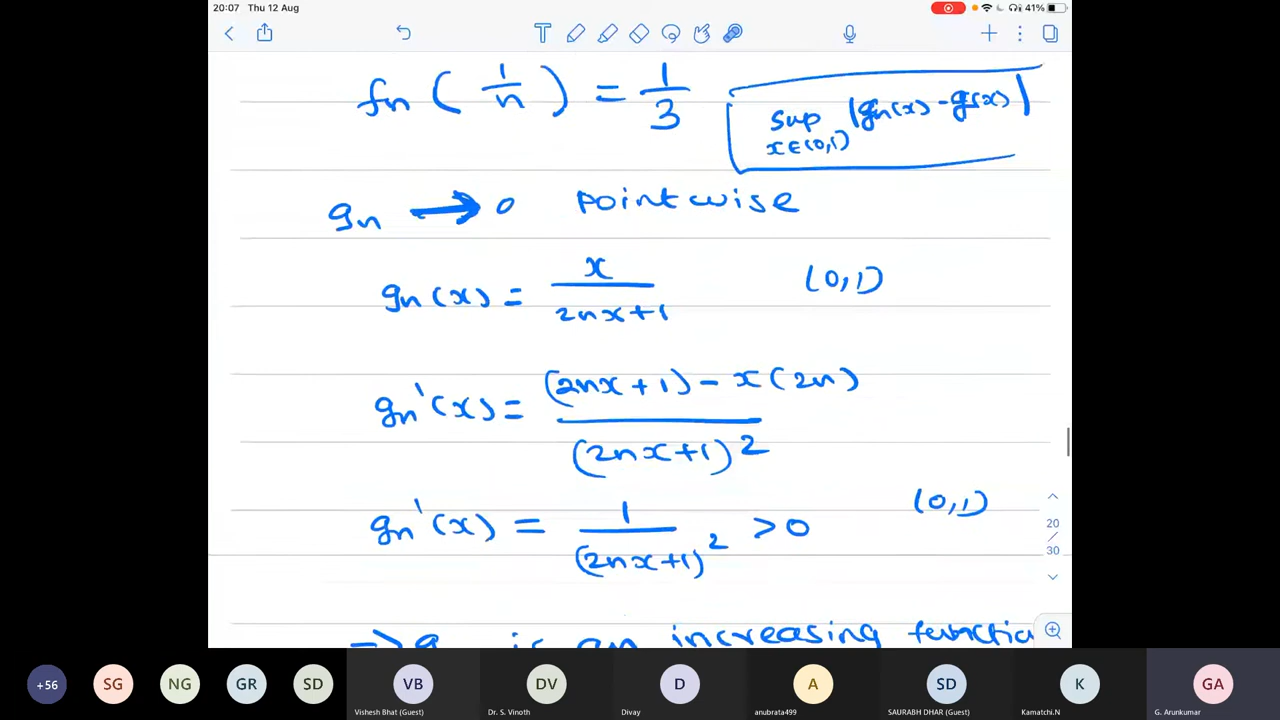 20:07 Thu 12 Aug 41%
fn ( 1/n ) = 1/3
sup x∈(0,1) |gn(x) - g(x)|
gn → 0 pointwise
gn(x) = x / 2nx+1 (0,1)
gn'(x) = (2nx+1) - x(2n) / (2nx+1)²
gn'(x) = 1 / (2nx+1)² >0 (0,1)
is an increasing
20 / 30
+56 SG NG GR SD VB DV D A SD K GA
Vishesh Bhat (Guest) Dr. S. Vinoth Divay anubrata499 SAURABH DHAR (Guest) Kamatchi.N G. Arunkumar